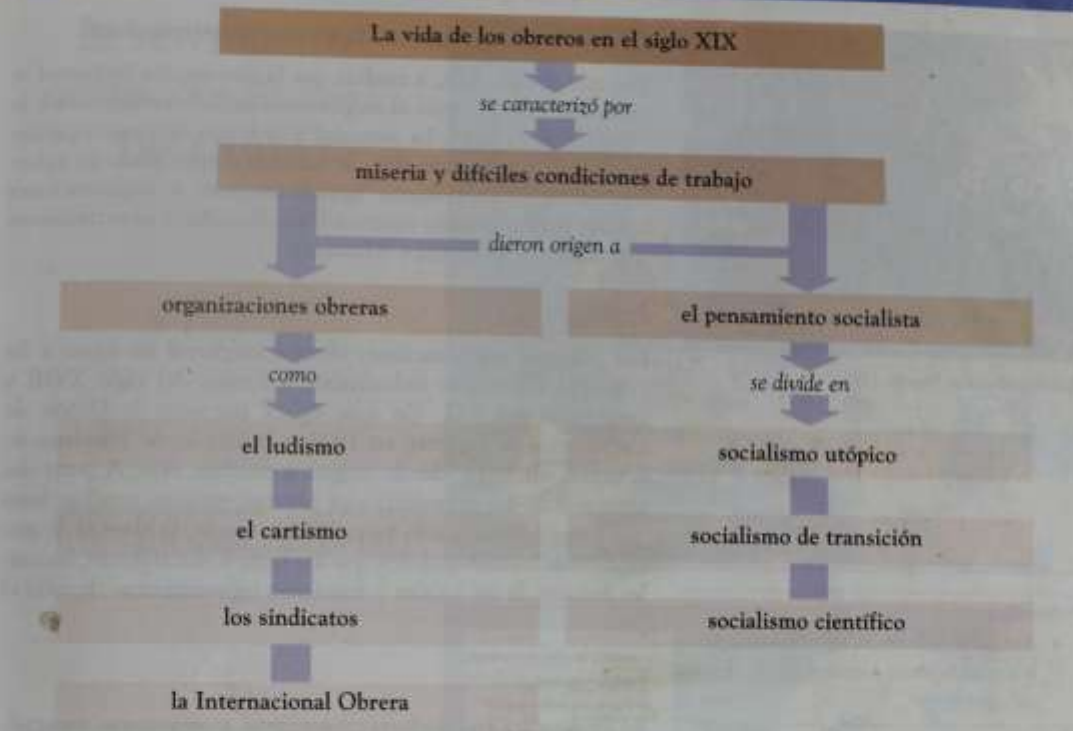 La vida de los obreros en el siglo XIX
se caracterizó por
miseria y difíciles condiciones de trabajo
dieron origen a
organizaciones obreras
como
el ludismo
el cartismo
los sindicatos
la Internacional Obrera
el pensamiento socialista
se divide en
socialismo utópico
socialismo de transición
socialismo científico